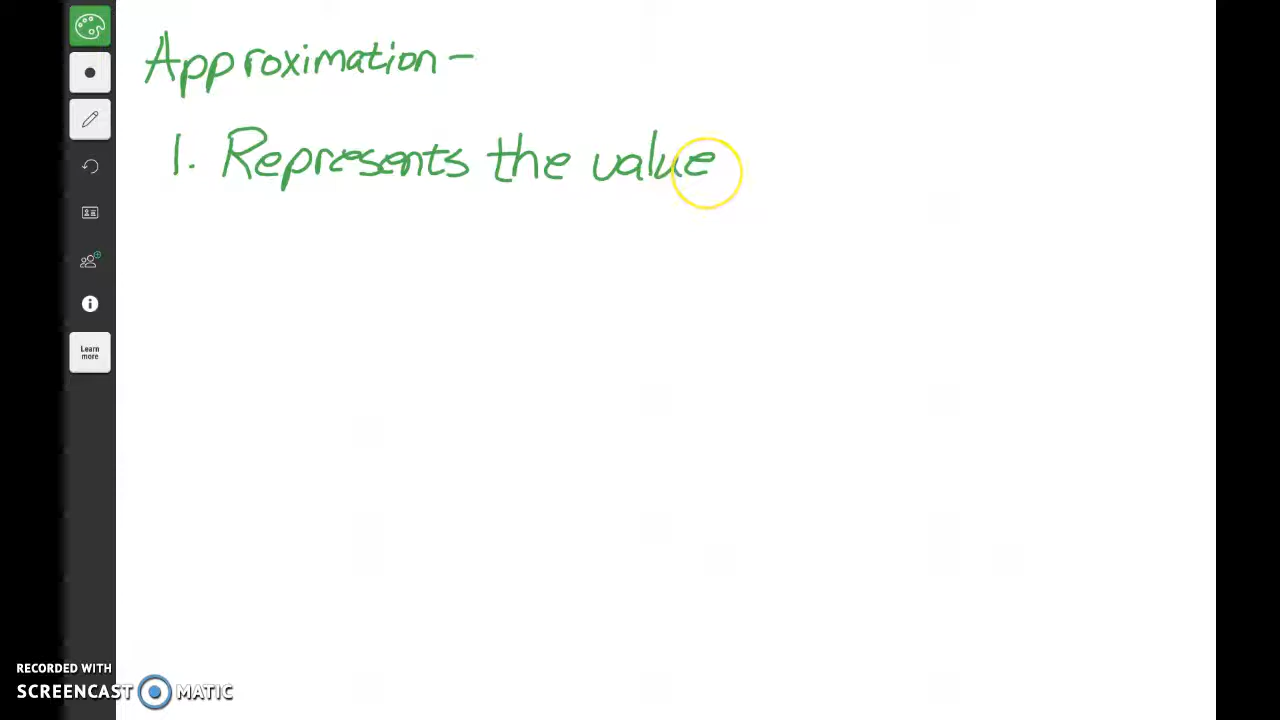 Approximation -
1. Represents the value
Learn
more
RECORDED WITH
SCREENCAST MATIC